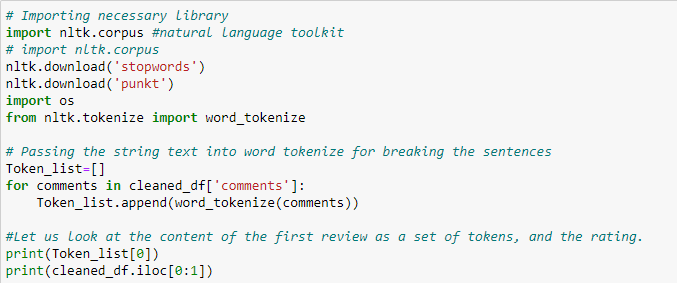 # Importing necessary library
import nltk.corpus #natural language toolkit
# import nltk.corpus
nltk.download('stopwords')
nltk.download('punkt')
import os
from nltk.tokenize import word_tokenize

# Passing the string text into word tokenize for breaking the sentences
Token_list=[]
for comments in cleaned_df['comments']:
    Token_list.append(word_tokenize(comments))

#Let us look at the content of the first review as a set of tokens, and the rating.
print(Token_list[0])
print(cleaned_df.iloc[0:1])